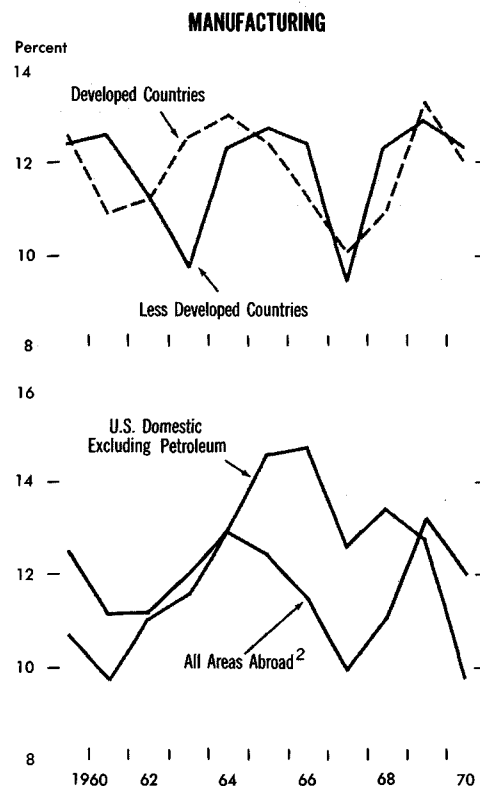 MANUFACTURING
Percent
14
Developed Countries
12
10
Less Developed Countries
8
16
U.S. Domestic
Excluding Petroleum
14
12
All Areas Abroad2
10
8
1960 62 64 66 68 70